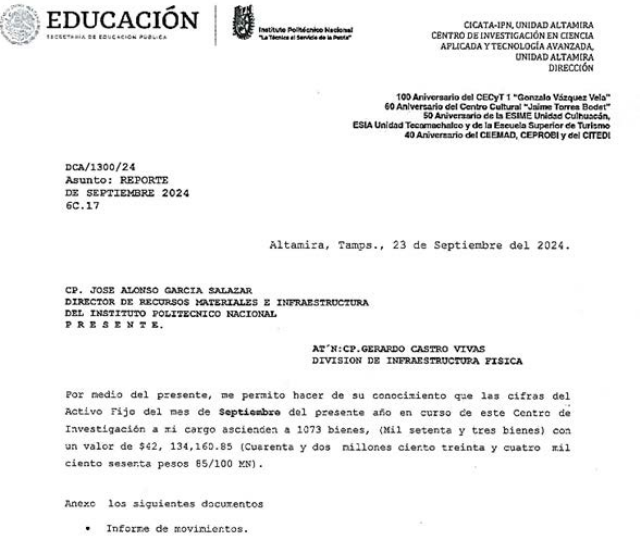 EDUCACIÓN
SECRETARÍA DE EDUCACIÓN PÚBLICA
Instituto Politécnico Nacional
"La Técnica al Servicio de la Patria"
CICATA-IPN, UNIDAD ALTAMIRA
CENTRO DE INVESTIGACIÓN EN CIENCIA
APLICADA Y TECNOLOGÍA AVANZADA,
UNIDAD ALTAMIRA
DIRECCIÓN
100 Aniversario del CECyT 1 "Gonzalo Vázquez Vela"
60 Aniversario del Centro Cultural "Jaime Torres Bodet"
50 Aniversario de la ESIME Unidad Culhuacán,
ESIA Unidad Tecamachalco y de la Escuela Superior de Turismo
40 Aniversario del CIEMAD, CEPROBI y del CITEDI
DCA/1300/24
Asunto: REPORTE
DE SEPTIEMBRE 2024
6C.17
Altamira, Tamps., 23 de Septiembre del 2024.
CP. JOSE ALONSO GARCIA SALAZAR
DIRECTOR DE RECURSOS MATERIALES E INFRAESTRUCTURA
DEL INSTITUTO POLITECNICO NACIONAL
P R E S E N T E.
AT´N:CP.GERARDO CASTRO VIVAS
DIVISION DE INFRAESTRUCTURA FISICA
Por medio del presente, me permito hacer de su conocimiento que las cifras del
Activo Fijo del mes de Septiembre del presente año en curso de este Centro de
Investigación a mi cargo ascienden a 1073 bienes, (Mil setenta y tres bienes) con
un valor de $42, 134,160.85 (Cuarenta y dos millones ciento treinta y cuatro mil
ciento sesenta pesos 85/100 MN).
Anexo los siguientes documentos
• Informe de movimientos.